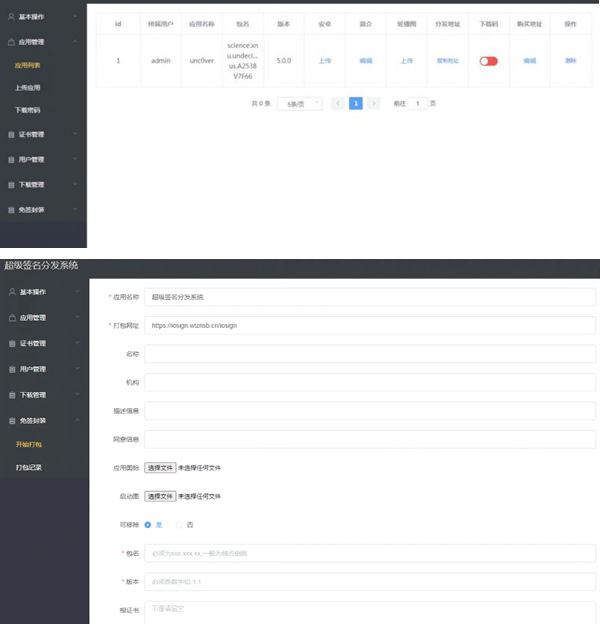 基本操作
应用管理
应用列表
上传应用
下载密码
证书管理
用户管理
下载管理
免签封装
id 所属用户 应用名称 包名 版本 安卓 简介 轮播图 分发地址 下载码 购买地址 操作
1 admin unc0ver science.xn
u.undeci...
us.A2538
V7F66 5.0.0 上传 编辑 上传 复制地址 编辑 删除
共 0 条 5条/页 1 前往 1 页
超级签名分发系统
基本操作
应用管理
证书管理
用户管理
下载管理
免签封装
开始打包
打包记录
* 应用名称 超级签名分发系统
* 打包网址 https://iosign.wlznsb.cn/iosign
名称
机构
描述信息
同意信息
应用图标 选择文件 未选择任何文件
启动图 选择文件 未选择任何文件
可移除 是 否
* 包名 必须为xxx.xxx.xx,一般为域名倒数
* 版本 必须是数字如 1.1
根证书 不懂请留空